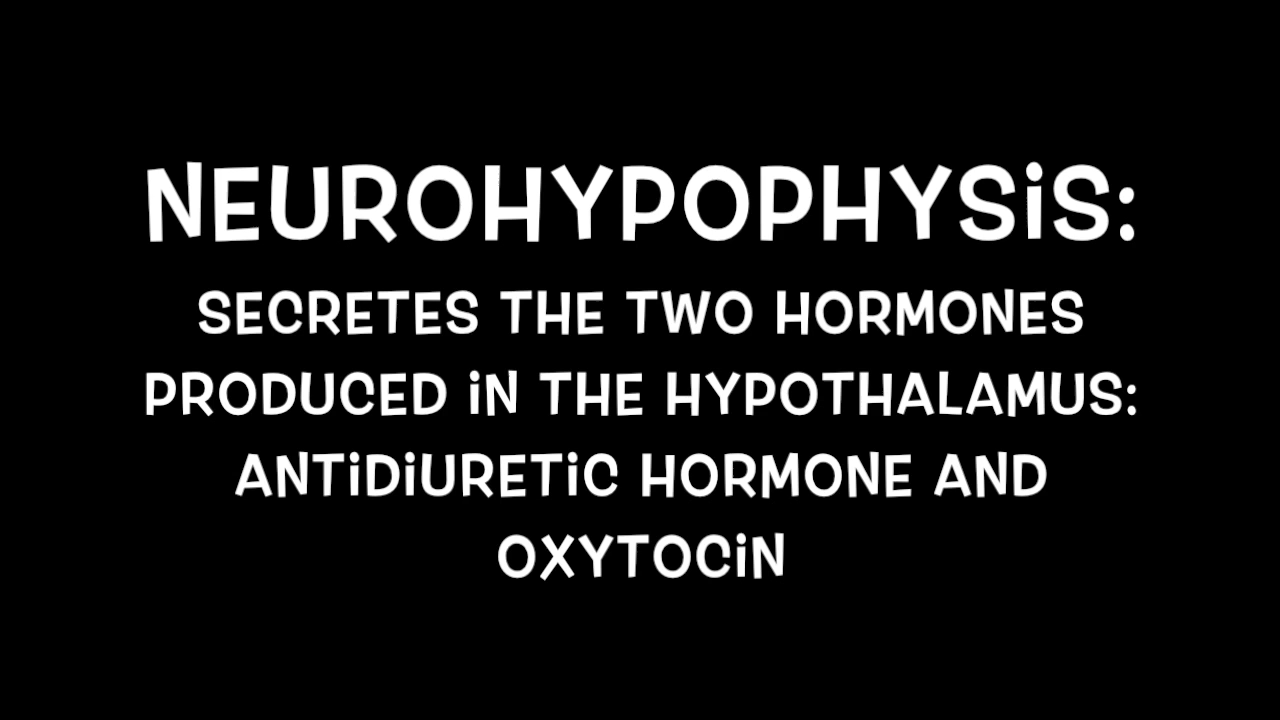 NEUROHYPOPHYSIS:
SECRETES THE TWO HORMONES
PRODUCED IN THE HYPOTHALAMUS:
ANTIDIURETIC HORMONE AND
OXYTOCIN